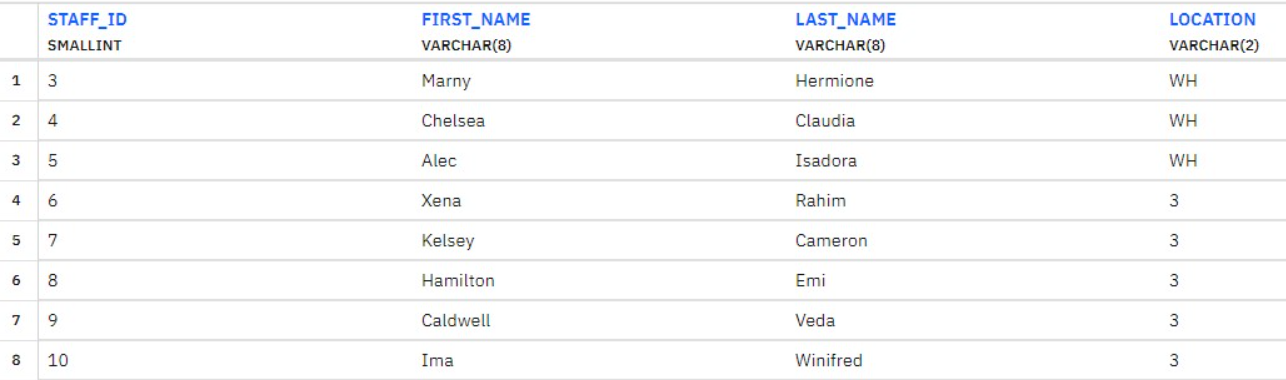 STAFF_ID FIRST_NAME LAST_NAME LOCATION
SMALLINT VARCHAR(8) VARCHAR(8) VARCHAR(2)
1 3 Marny Hermione WH
2 4 Chelsea Claudia WH
3 5 Alec Isadora WH
4 6 Xena Rahim 3
5 7 Kelsey Cameron 3
6 8 Hamilton Emi 3
7 9 Caldwell Veda 3
8 10 Ima Winifred 3